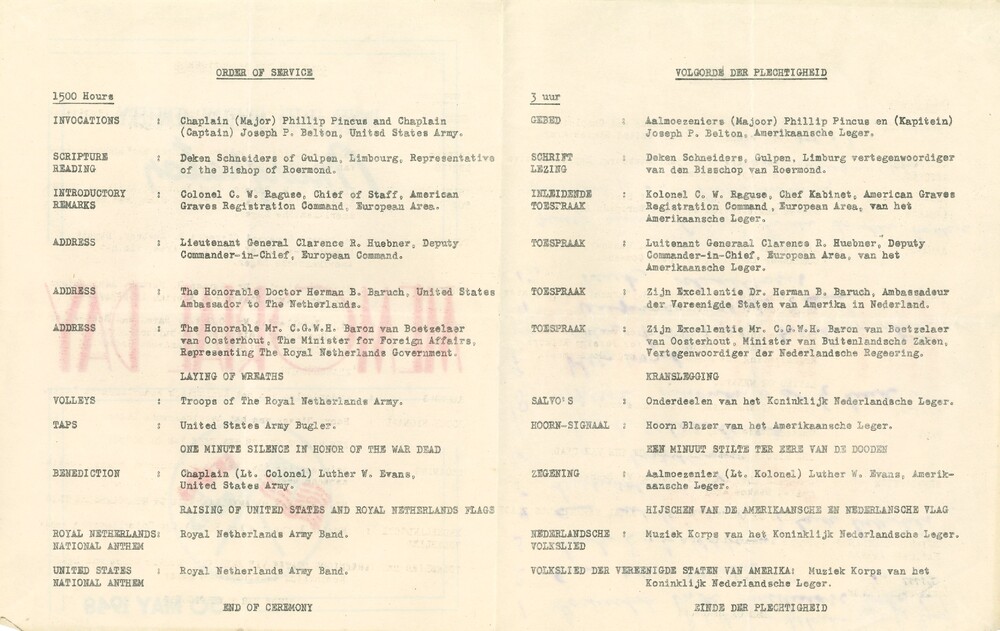 ORDER OF SERVICE
1500 Hours
INVOCATIONS : Chaplain (Major) Phillip Pincus and Chaplain
(Captain) Joseph P. Belton, United States Army.
SCRIPTURE : Deken Schneiders of Gulpen, Limbourg, Representative
READING of the Bishop of Roermond.
INTRODUCTORY : Colonel C. W. Raguse, Chief of Staff, American
REMARKS Graves Registration Command, European Area.
ADDRESS : Lieutenant General Clarence R. Huebner, Deputy
Commander-in-Chief, European Command.
ADDRESS : The Honorable Doctor Herman B. Baruch, United States
Ambassador to The Netherlands.
ADDRESS : The Honorable Mr. C.G.W.H. Baron van Boetzelaer
van Oosterhout, The Minister for Foreign Affairs,
Representing The Royal Netherlands Government.
LAYING OF WREATHS
VOLLEYS : Troops of The Royal Netherlands Army.
TAPS : United States Army Bugler.
ONE MINUTE SILENCE IN HONOR OF THE WAR DEAD
BENEDICTION : Chaplain (Lt. Colonel) Luther W. Evans,
United States Army.
RAISING OF UNITED STATES AND ROYAL NETHERLANDS FLAGS
ROYAL NETHERLANDS: Royal Netherlands Army Band.
NATIONAL ANTHEM
UNITED STATES : Royal Netherlands Army Band.
NATIONAL ANTHEM
END OF CEREMONY
VOLGORDE DER PLECHTIGHEID
3 uur
GEBED : Aalmoezeniers (Majoor) Phillip Pincus en (Kapitein)
Joseph P. Belton, Amerikaansche Leger.
SCHRIFT : Deken Schneiders, Gulpen, Limburg vertegenwoordiger
LEZING van den Bisschop van Roermond.
INLEIDENDE : Kolonel C. W. Raguse, Chef Kabinet, American Graves
TOESPRAAK Registration Command, European Area, van het
Amerikaansche Leger.
TOESPRAAK : Luitenant Generaal Clarence R. Huebner, Deputy
Commander-in-Chief, European Area, van het
Amerikaansche Leger.
TOESPRAAK : Zijn Excellentie Dr. Herman B. Baruch, Ambassadeur
der Vereenigde Staten van Amerika in Nederland.
TOESPRAAK : Zijn Excellentie Mr. C.G.W.H. Baron van Boetzelaer
van Oosterhout, Minister van Buitenlandsche Zaken,
Vertegenwoordiger der Nederlandsche Regeering.
KRANSLEGGING
SALVO'S : Onderdeelen van het Koninklijk Nederlandsche Leger.
HOORN-SIGNAAL : Hoorn Blazer van het Amerikaansche Leger.
EEN MINUUT STILTE TER EERE VAN DE DOODEN
ZEGENING : Aalmoezenier (Lt. Kolonel) Luther W. Evans, Amerik-
aansche Leger.
HIJSCHEN VAN DE AMERIKAANSCHE EN NEDERLANSCHE VLAG
NEDERLANDSCHE : Muziek Korps van het Koninklijk Nederlandsche Leger.
VOLKSLIED
VOLKSLIED DER VEREENIGDE STATEN VAN AMERIKA: Muziek Korps van het
Koninklijk Nederlandsche Leger.
EINDE DER PLECHTIGHEID
MEMORIAL DAY
30 MAY 1948